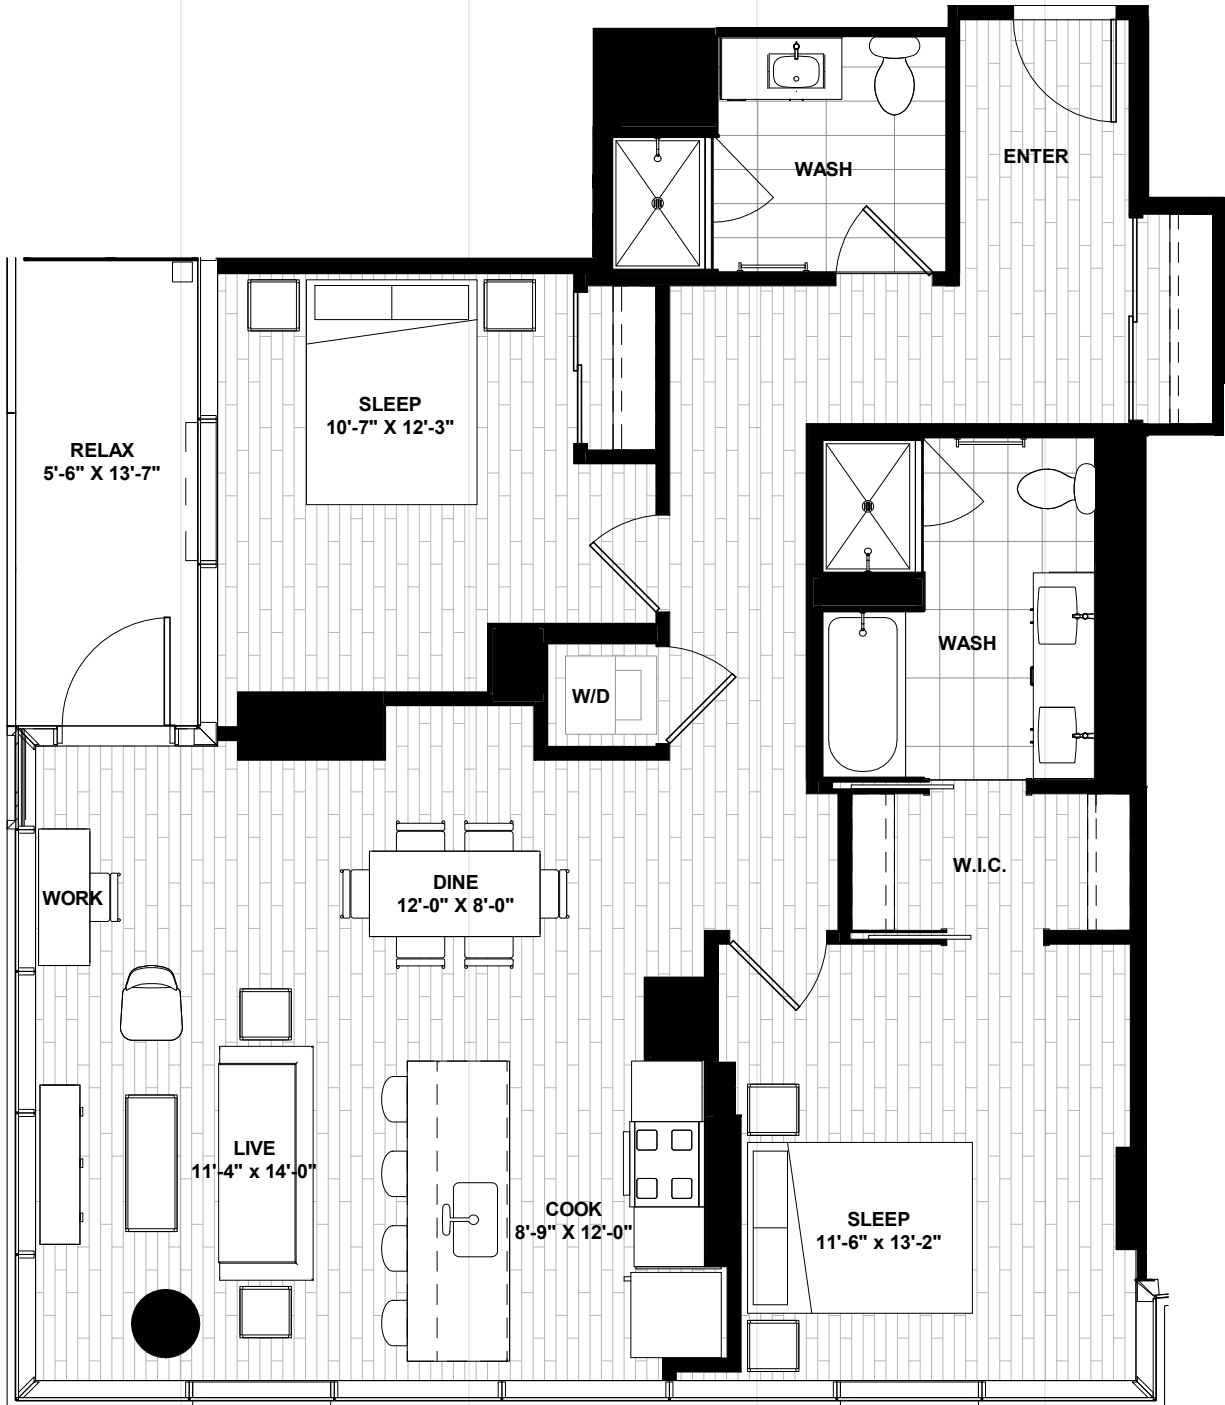 ENTER
WASH
SLEEP
10'-7" X 12'-3"
RELAX
5'-6" X 13'-7"
WASH
W/D
W.I.C.
DINE
12'-0" X 8'-0"
WORK
LIVE
11'-4" x 14'-0"
COOK
8'-9" X 12'-0"
SLEEP
11'-6" x 13'-2"